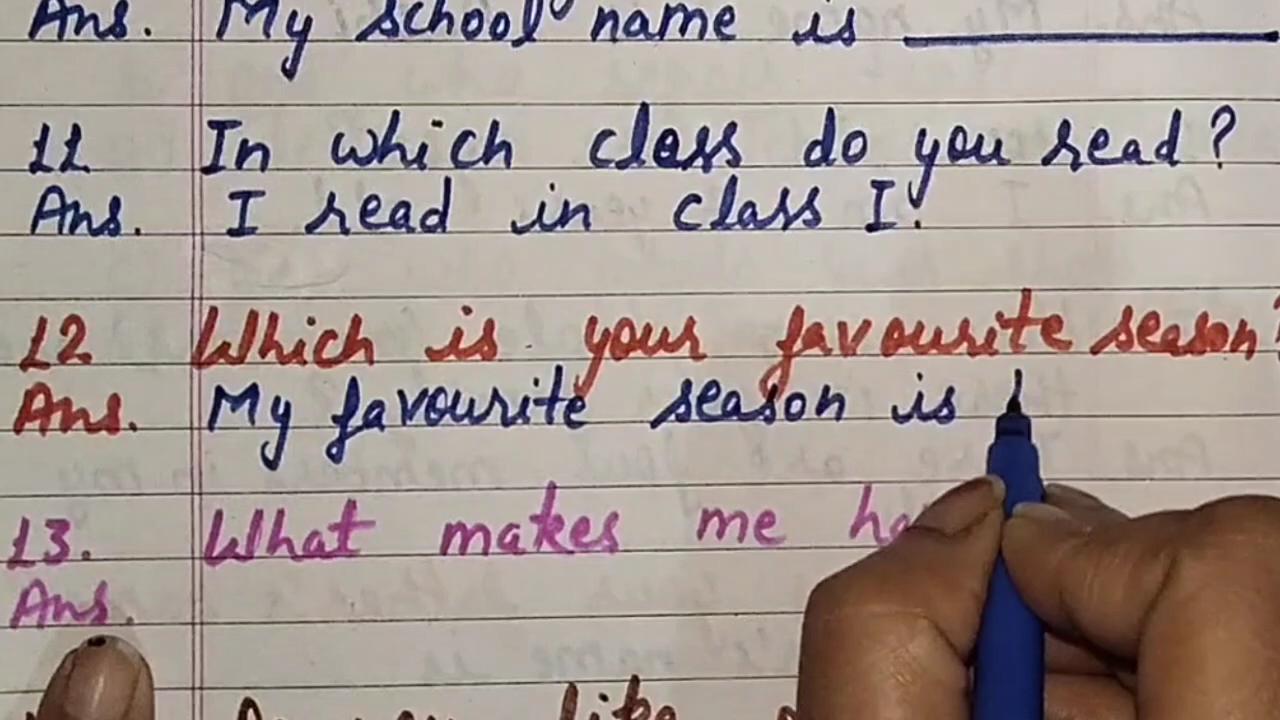 Ans. My school name is
11 In which class do you read?
Ans. I read in class I.
12 Which is your favourite season?
Ans. My favourite season is
13. What makes me
Ans.
like